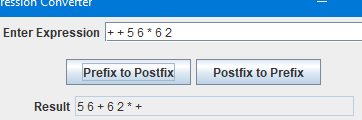 ression Converter
Enter Expression + + 5 6 * 6 2
Prefix to Postfix Postfix to Prefix
Result 5 6 + 6 2 * +